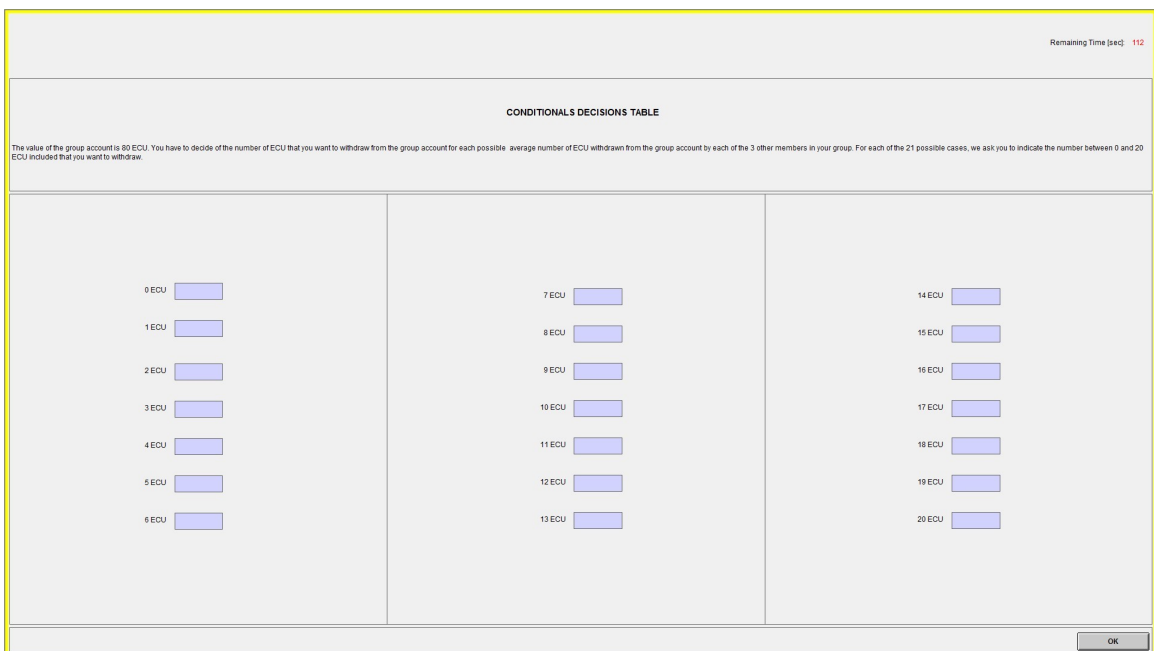 Remaining Time [sec]: 112
CONDITIONALS DECISIONS TABLE
The value of the group account is 80 ECU. You have to decide of the number of ECU that you want to withdraw from the group account for each possible average number of ECU withdrawn from the group account by each of the 3 other members in your group. For each of the 21 possible cases, we ask you to indicate the number between 0 and 20
ECU included that you want to withdraw.
0 ECU
1 ECU
2 ECU
3 ECU
4 ECU
5 ECU
6 ECU
7 ECU
8 ECU
9 ECU
10 ECU
11 ECU
12 ECU
13 ECU
14 ECU
15 ECU
16 ECU
17 ECU
18 ECU
19 ECU
20 ECU
OK